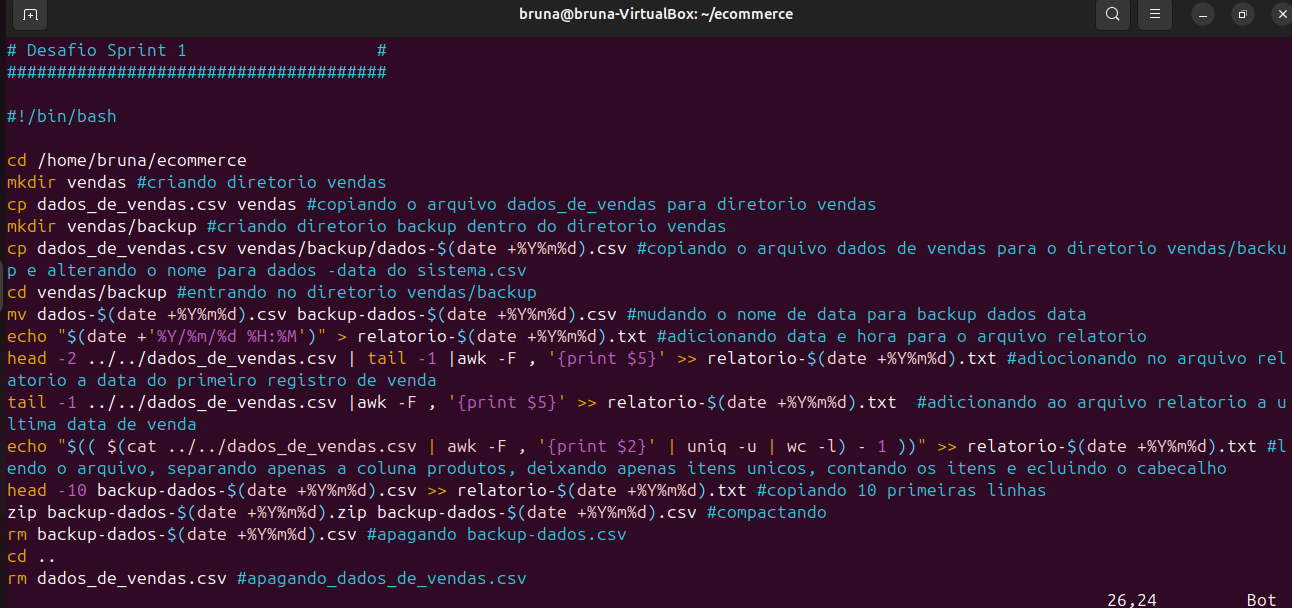 bruna@bruna-VirtualBox: ~/ecommerce
# Desafio Sprint 1                   #
######################################
#!/bin/bash
cd /home/bruna/ecommerce
mkdir vendas #criando diretorio vendas
cp dados_de_vendas.csv vendas #copiando o arquivo dados_de_vendas para diretorio vendas
mkdir vendas/backup #criando diretorio backup dentro do diretorio vendas
cp dados_de_vendas.csv vendas/backup/dados-$(date +%Y%m%d).csv #copiando o arquivo dados de vendas para o diretorio vendas/backu
p e alterando o nome para dados -data do sistema.csv
cd vendas/backup #entrando no diretorio vendas/backup
mv dados-$(date +%Y%m%d).csv backup-dados-$(date +%Y%m%d).csv #mudando o nome de data para backup dados data
echo "$(date +'%Y/%m/%d %H:%M')" > relatorio-$(date +%Y%m%d).txt #adicionando data e hora para o arquivo relatorio
head -2 ../../dados_de_vendas.csv | tail -1 |awk -F , '{print $5}' >> relatorio-$(date +%Y%m%d).txt #adiocionando no arquivo rel
atorio a data do primeiro registro de venda
tail -1 ../../dados_de_vendas.csv |awk -F , '{print $5}' >> relatorio-$(date +%Y%m%d).txt  #adicionando ao arquivo relatorio a u
ltima data de venda
echo "$(( $(cat ../../dados_de_vendas.csv | awk -F , '{print $2}' | uniq -u | wc -l) - 1 ))" >> relatorio-$(date +%Y%m%d).txt #l
endo o arquivo, separando apenas a coluna produtos, deixando apenas itens unicos, contando os itens e ecluindo o cabecalho
head -10 backup-dados-$(date +%Y%m%d).csv >> relatorio-$(date +%Y%m%d).txt #copiando 10 primeiras linhas
zip backup-dados-$(date +%Y%m%d).zip backup-dados-$(date +%Y%m%d).csv #compactando
rm backup-dados-$(date +%Y%m%d).csv #apagando backup-dados.csv
cd ..
rm dados_de_vendas.csv #apagando_dados_de_vendas.csv
26,24 Bot